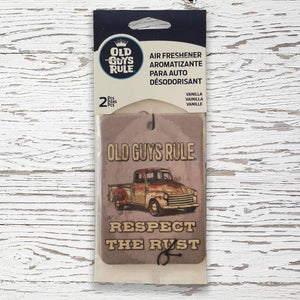 OLD
GUYS
RULE
AIR FRESHENER
AROMATIZANTE
PARA AUTO
DÉSODORISANT
VANILLA
VAINILLA
VANILLE
2
OLD GUYS RULE
RESPECT
THE RUST